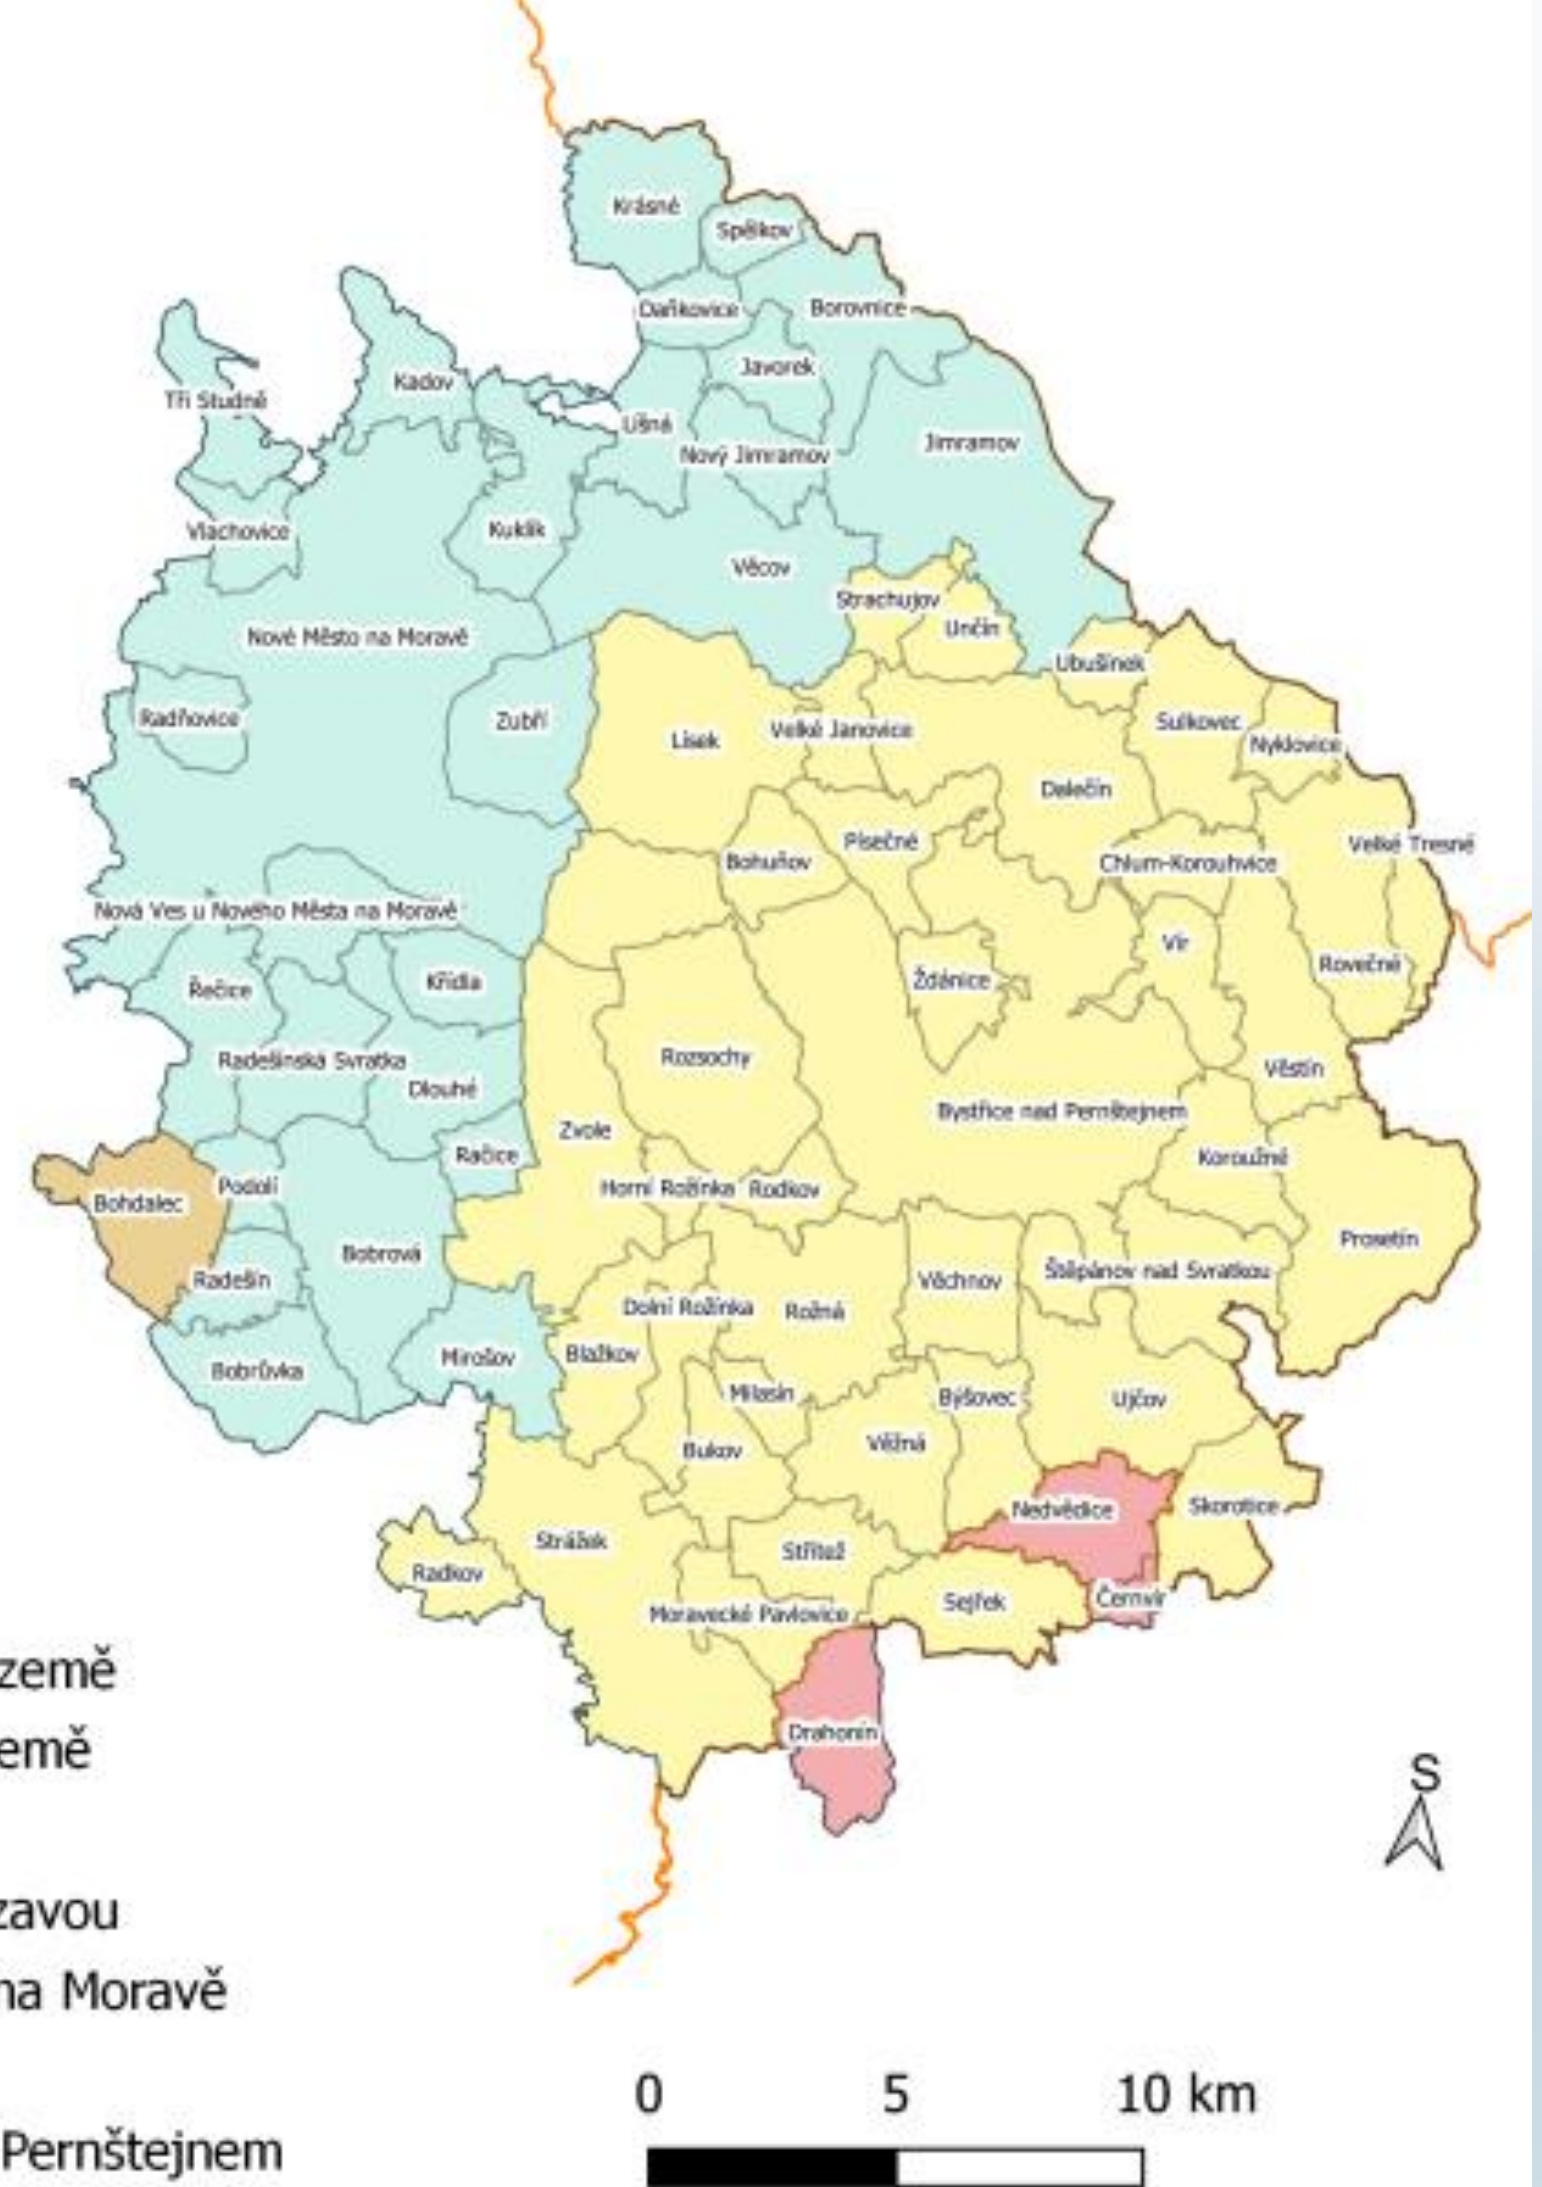 Krásné
Spělkov
Daňkovice
Borovnice
Javorek
Kadov
Tři Studně
Líšná
Jimramov
Nový Jimramov
Vlachovice
Kuklík
Věcov
Strachujov
Unčín
Nové Město na Moravě
Ubušínek
Radňovice
Zubří
Sulkovec
Lísek
Velké Janovice
Nyklovice
Dalečín
Písečné
Velké Tresné
Bohuňov
Chlum-Korouhvice
Nová Ves u Nového Města na Moravě
Vír
Rovečné
Řečice
Křídla
Ždánice
Radešínská Svratka
Rozsochy
Věstín
Dlouhé
Bystřice nad Pernštejnem
Zvole
Račice
Koroužné
Podolí
Horní Rožínka
Rodkov
Bohdalec
Prosetín
Bobrová
Štěpánov nad Svratkou
Radešín
Věchnov
Dolní Rožínka
Rožná
Blažkov
Mirošov
Bobrůvka
Milasín
Býšovec
Ujčov
Věžná
Bukov
Nedvědice
Skorotice
Strážek
Střítež
Radkov
Černvír
Sejřek
Moravecké Pavlovice
Drahonín
země
emě
S
zavou
na Moravě
0 5 10 km
Pernštejnem